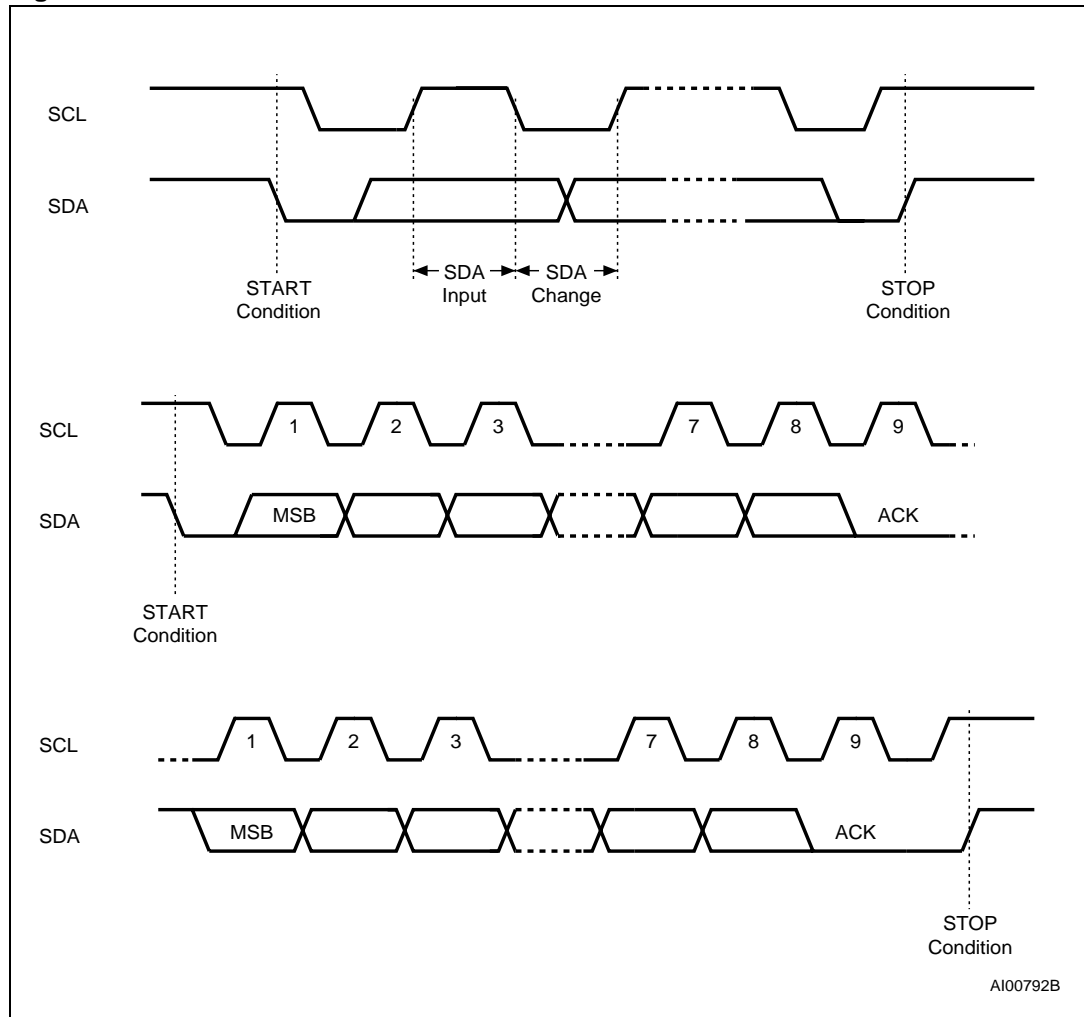 SCL
SDA
SDA Input
SDA Change
START Condition
STOP Condition
SCL
1 2 3 7 8 9
SDA
MSB ACK
START Condition
SCL
1 2 3 7 8 9
SDA
MSB ACK
STOP Condition
AI00792B